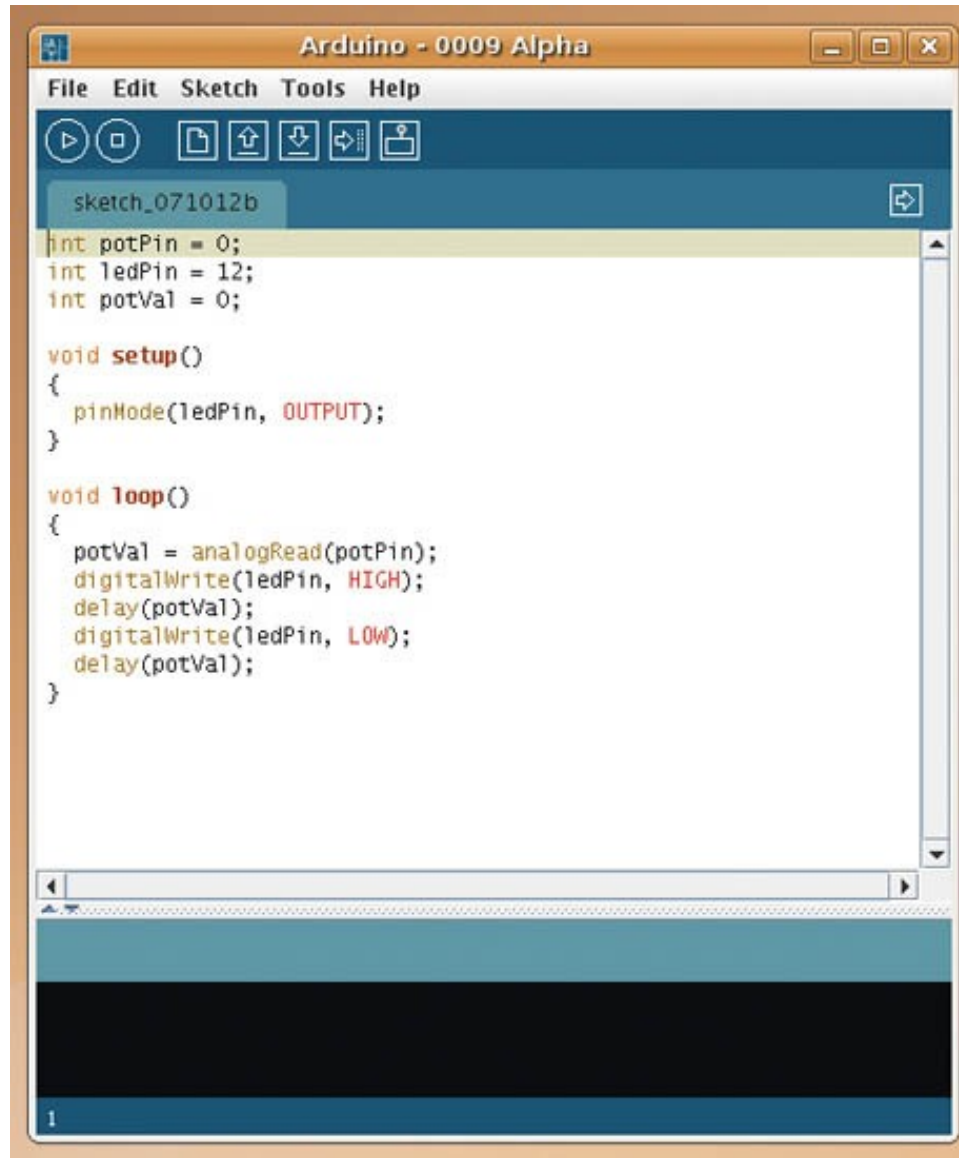 Arduino - 0009 Alpha
File Edit Sketch Tools Help
sketch_071012b
int potPin = 0;
int ledPin = 12;
int potVal = 0;
void setup()
{
  pinMode(ledPin, OUTPUT);
}
void loop()
{
  potVal = analogRead(potPin);
  digitalWrite(ledPin, HIGH);
  delay(potVal);
  digitalWrite(ledPin, LOW);
  delay(potVal);
}
1